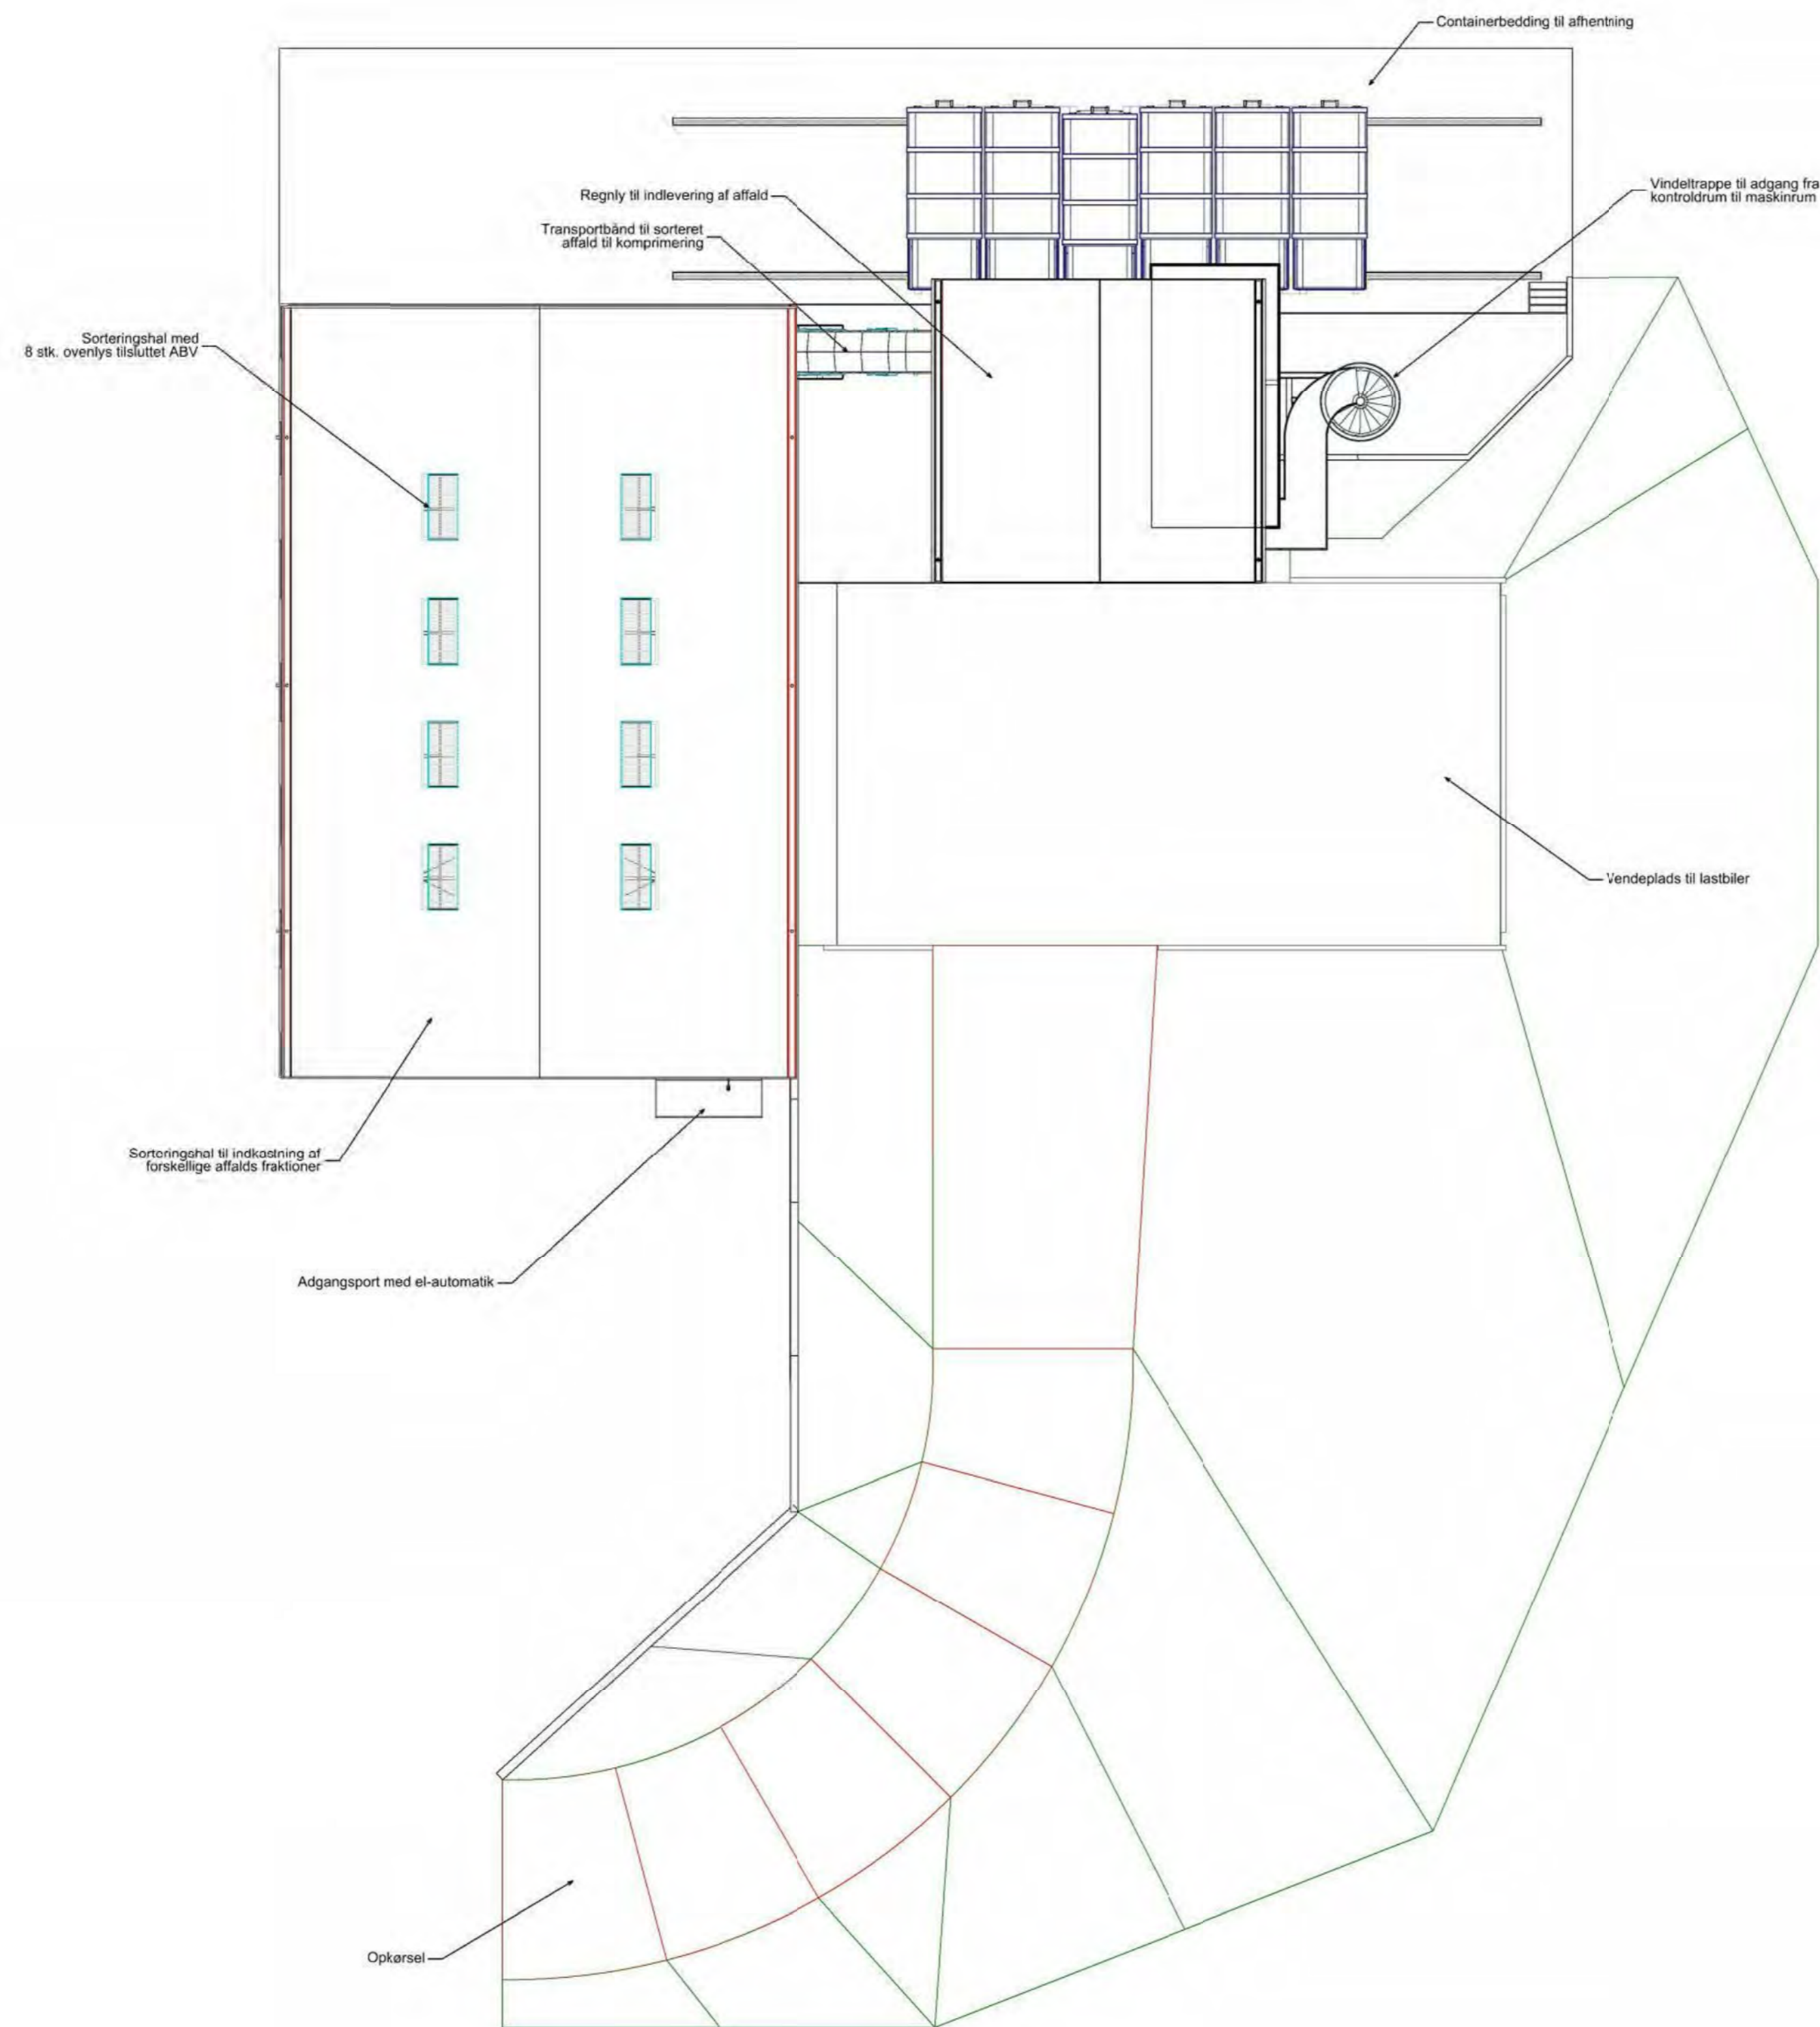 Containerbedding til afhentning
Regnly til indlevering af affald
Vindeltrappe til adgang fra
kontroldrum til maskinrum
Transportbånd til sorteret
affald til komprimering
Sorteringshal med
8 stk. ovenlys tilsluttet ABV
Vendeplads til lastbiler
Sorteringshal til indkastning af
forskellige affalds fraktioner
Adgangsport med el-automatik
Opkørsel